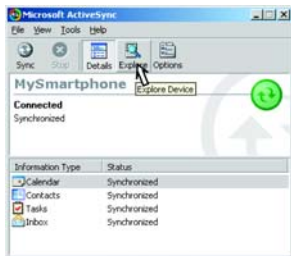 Microsoft ActiveSync
File View Tools Help
Sync Stop Details Explore Options
MySmartphone
Explore Device
Connected
Synchronized
Information Type Status
Calendar Synchronized
Contacts Synchronized
Tasks Synchronized
Inbox Synchronized